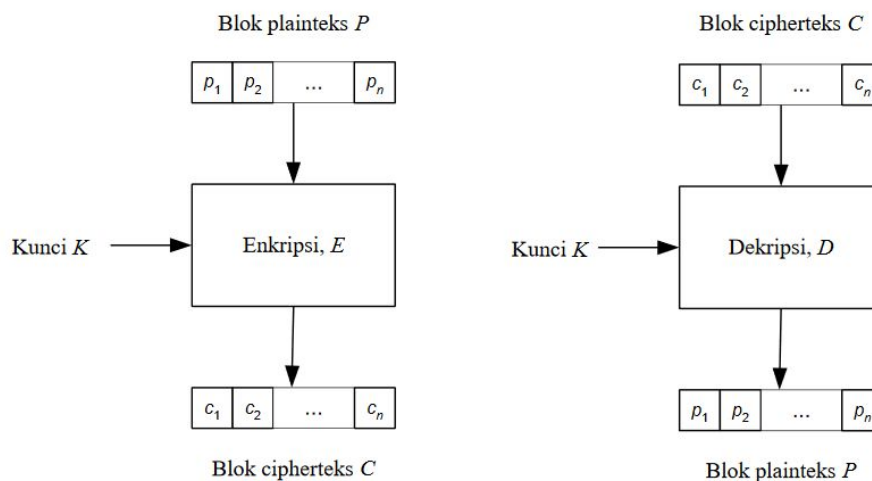 Blok plainteks P
p1 p2 ... pn
Kunci K
Enkripsi, E
c1 c2 ... cn
Blok cipherteks C
Blok cipherteks C
c1 c2 ... cn
Kunci K
Dekripsi, D
p1 p2 ... pn
Blok plainteks P